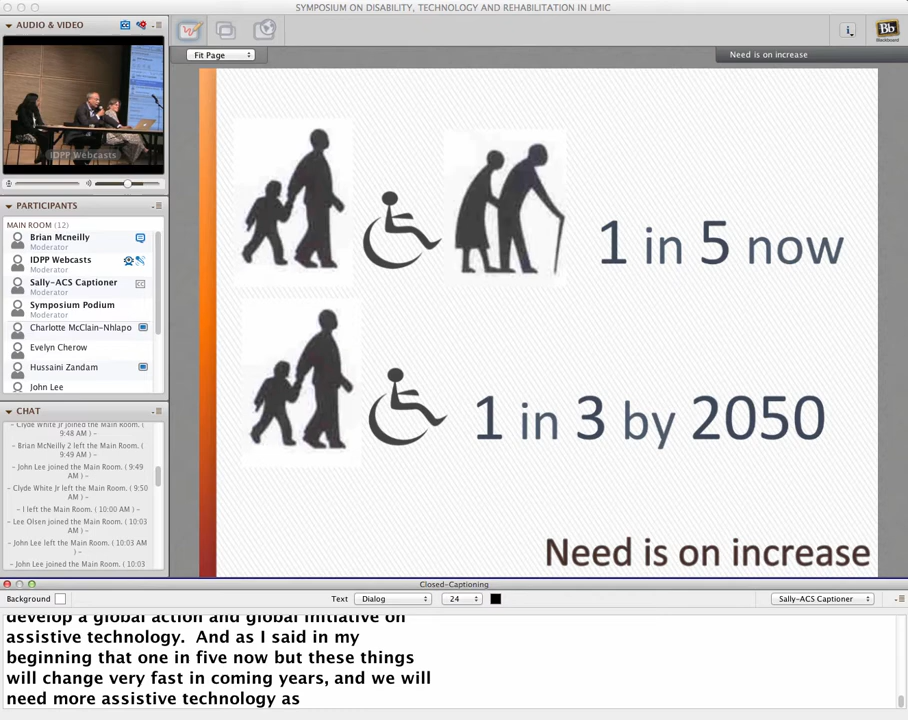 SYMPOSIUM ON DISABILITY, TECHNOLOGY AND REHABILITATION IN LMIC
AUDIO & VIDEO
IDPP Webcasts
PARTICIPANTS
MAIN ROOM (12)
Brian Mcneilly
Moderator
IDPP Webcasts
Moderator
Sally-ACS Captioner
Moderator
Symposium Podium
Moderator
Charlotte McClain-Nhlapo
Evelyn Cherow
Hussaini Zandam
John Lee
CHAT
- Clyde White Jr joined the Main Room. (
9:48 AM ) -
- Brian McNeilly 2 left the Main Room. (
9:49 AM ) -
- John Lee joined the Main Room. ( 9:49
AM ) -
- Clyde White Jr left the Main Room. ( 9:50
AM ) -
- I left the Main Room. ( 10:00 AM ) -
- Lee Olsen joined the Main Room. ( 10:03
AM ) -
- John Lee left the Main Room. ( 10:03 AM
) -
- John Lee joined the Main Room. ( 10:03
Fit Page
Need is on increase
Bb
Blackboard
1 in 5 now
1 in 3 by 2050
Need is on increase
Closed-Captioning
Background
Text
Dialog
24
Sally-ACS Captioner
develop a global action and global initiative on
assistive technology. And as I said in my
beginning that one in five now but these things
will change very fast in coming years, and we will
need more assistive technology as